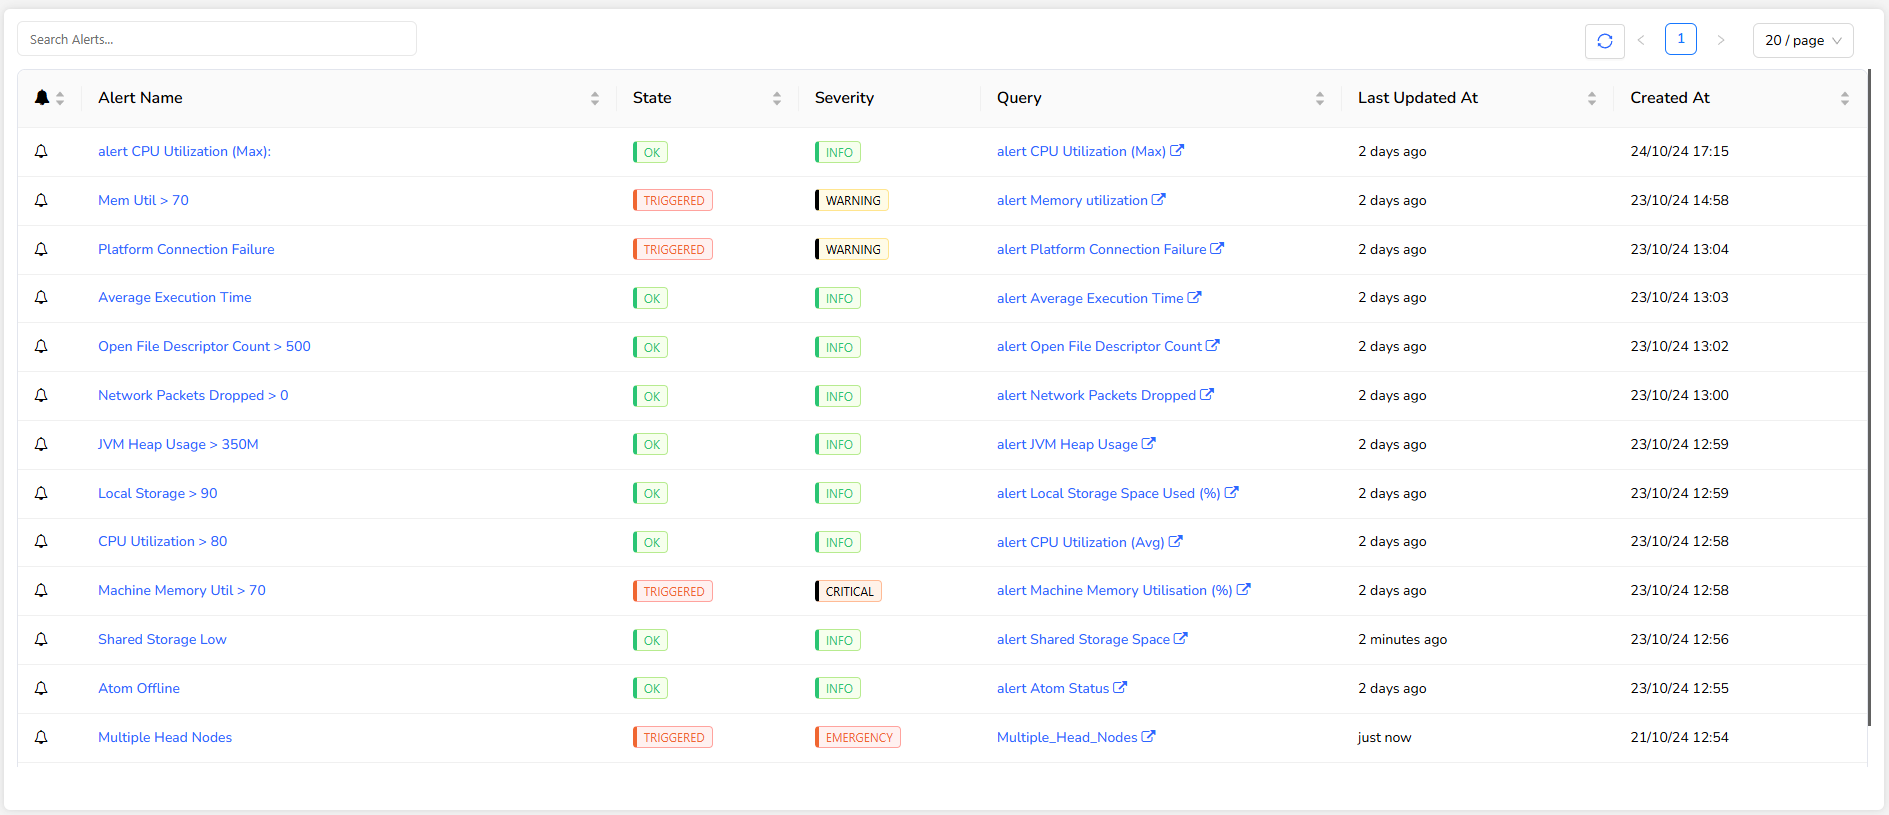 Search Alerts...
1
20 / page
Alert Name State Severity Query Last Updated At Created At
alert CPU Utilization (Max): OK INFO alert CPU Utilization (Max) 2 days ago 24/10/24 17:15
Mem Util > 70 TRIGGERED WARNING alert Memory utilization 2 days ago 23/10/24 14:58
Platform Connection Failure TRIGGERED WARNING alert Platform Connection Failure 2 days ago 23/10/24 13:04
Average Execution Time OK INFO alert Average Execution Time 2 days ago 23/10/24 13:03
Open File Descriptor Count > 500 OK INFO alert Open File Descriptor Count 2 days ago 23/10/24 13:02
Network Packets Dropped > 0 OK INFO alert Network Packets Dropped 2 days ago 23/10/24 13:00
JVM Heap Usage > 350M OK INFO alert JVM Heap Usage 2 days ago 23/10/24 12:59
Local Storage > 90 OK INFO alert Local Storage Space Used (%) 2 days ago 23/10/24 12:59
CPU Utilization > 80 OK INFO alert CPU Utilization (Avg) 2 days ago 23/10/24 12:58
Machine Memory Util > 70 TRIGGERED CRITICAL alert Machine Memory Utilisation (%) 2 days ago 23/10/24 12:58
Shared Storage Low OK INFO alert Shared Storage Space 2 minutes ago 23/10/24 12:56
Atom Offline OK INFO alert Atom Status 2 days ago 23/10/24 12:55
Multiple Head Nodes TRIGGERED EMERGENCY Multiple_Head_Nodes just now 21/10/24 12:54